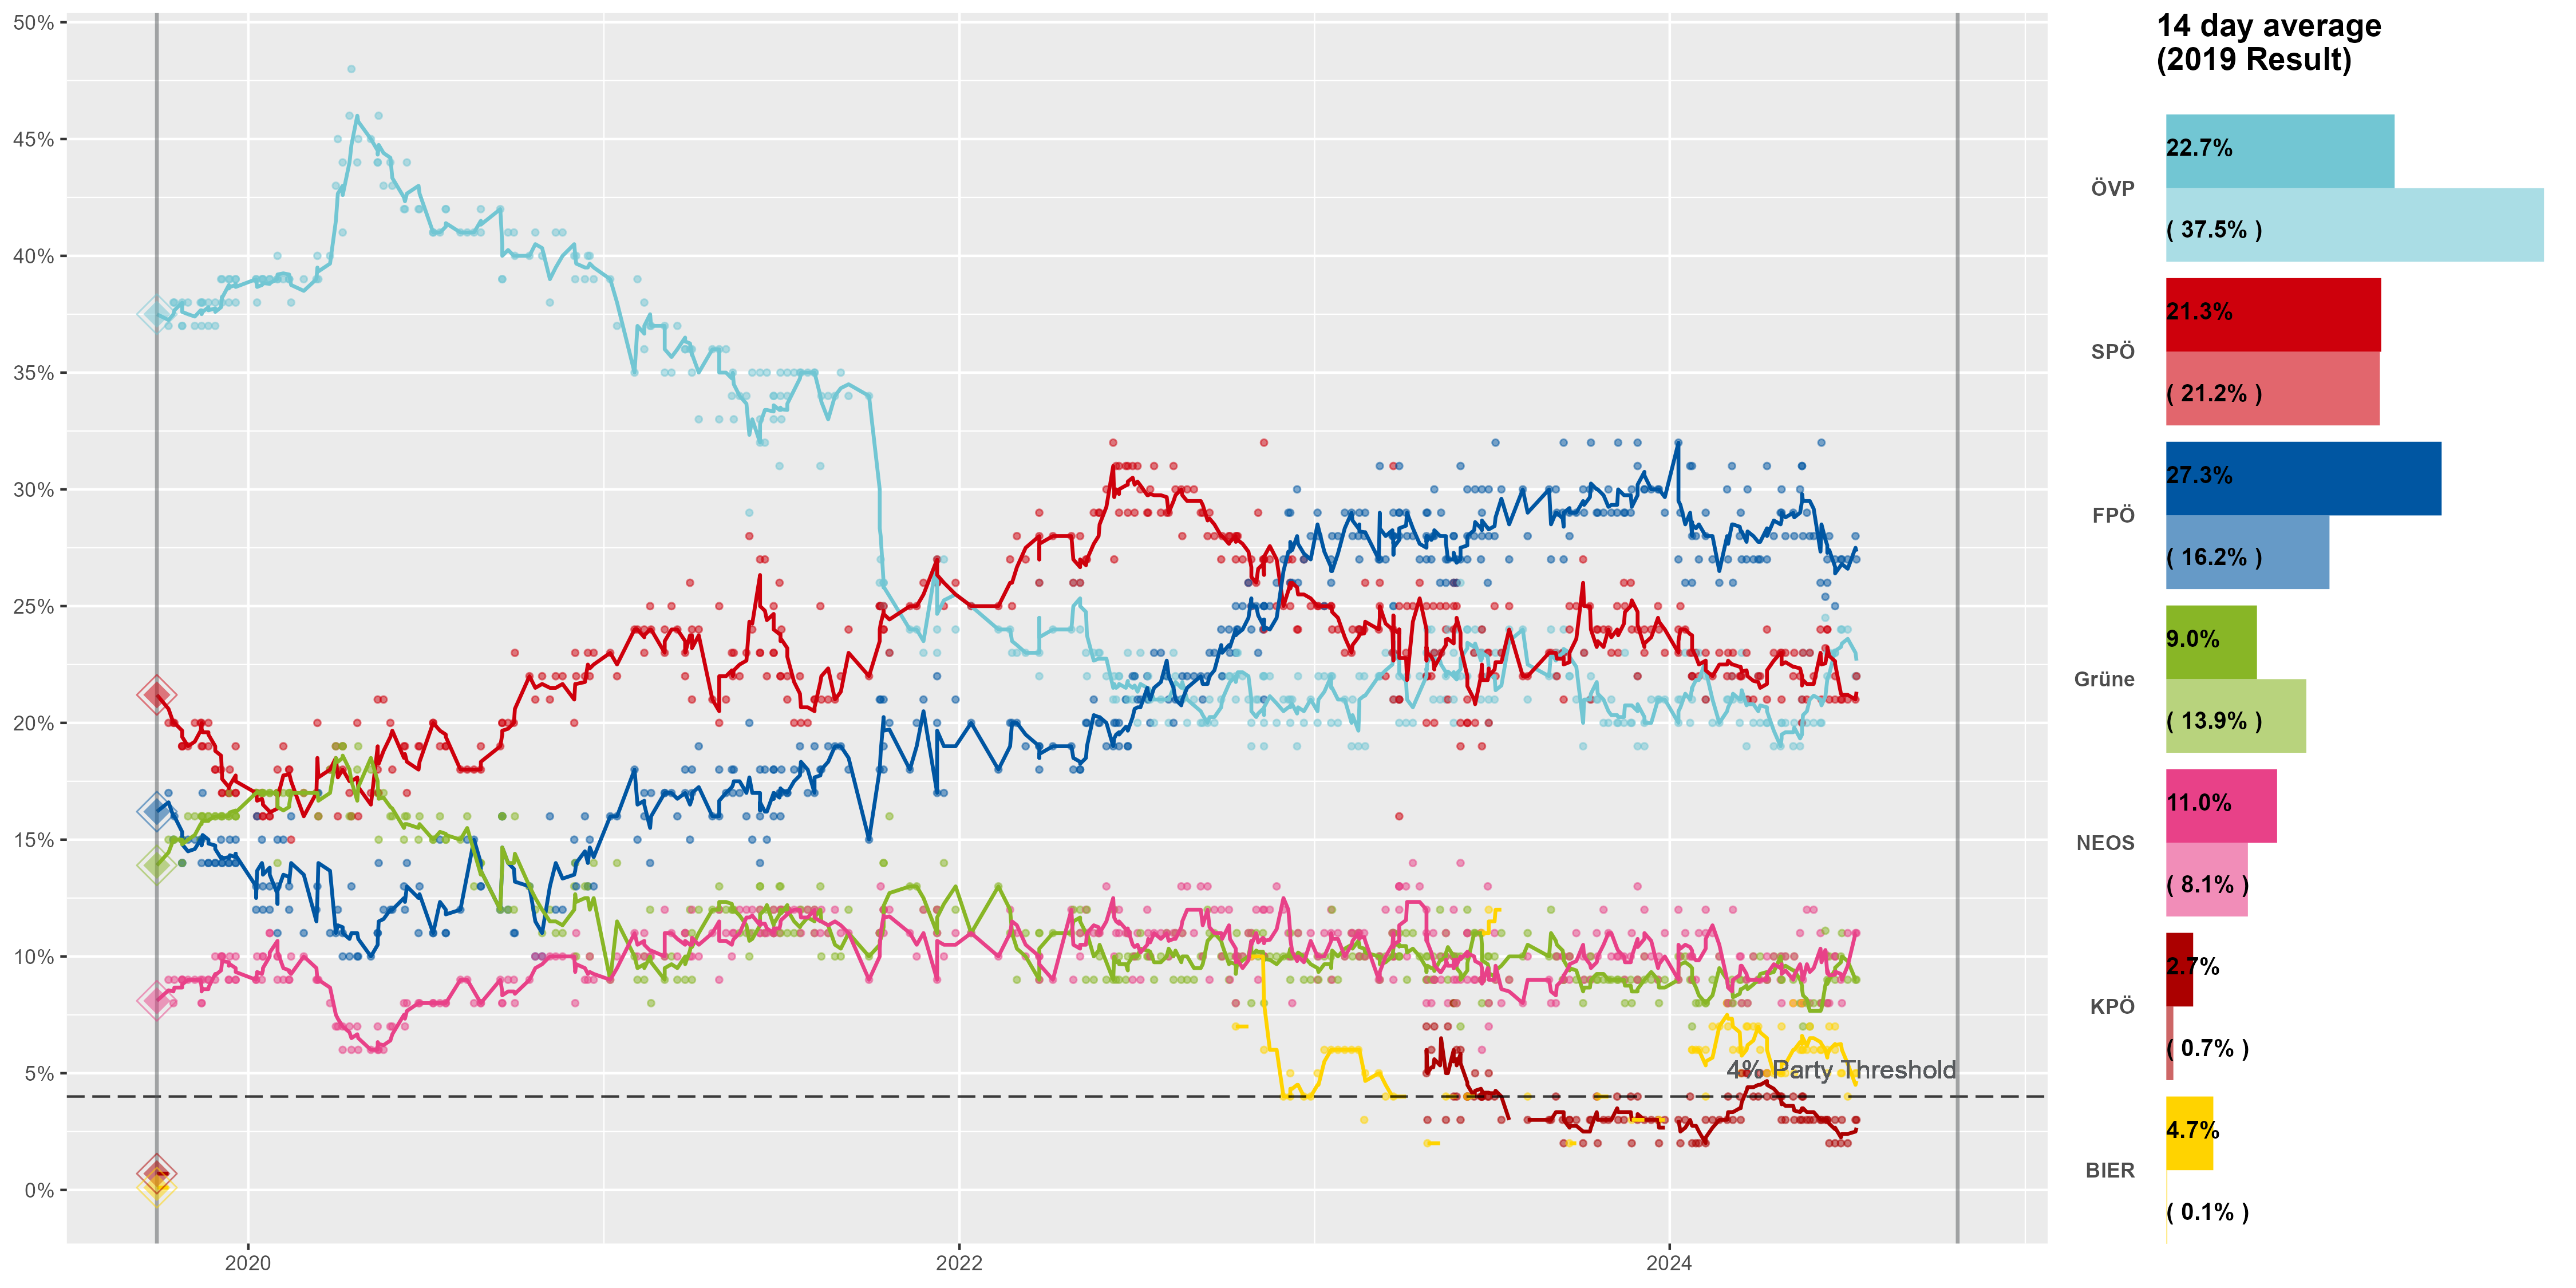 50%
45%
40%
35%
30%
25%
20%
15%
10%
5%
0%
2020
2022
2024
4% Party Threshold
14 day average
(2019 Result)
ÖVP
22.7%
( 37.5% )
SPÖ
21.3%
( 21.2% )
FPÖ
27.3%
( 16.2% )
Grüne
9.0%
( 13.9% )
NEOS
11.0%
( 8.1% )
KPÖ
2.7%
( 0.7% )
BIER
4.7%
( 0.1% )